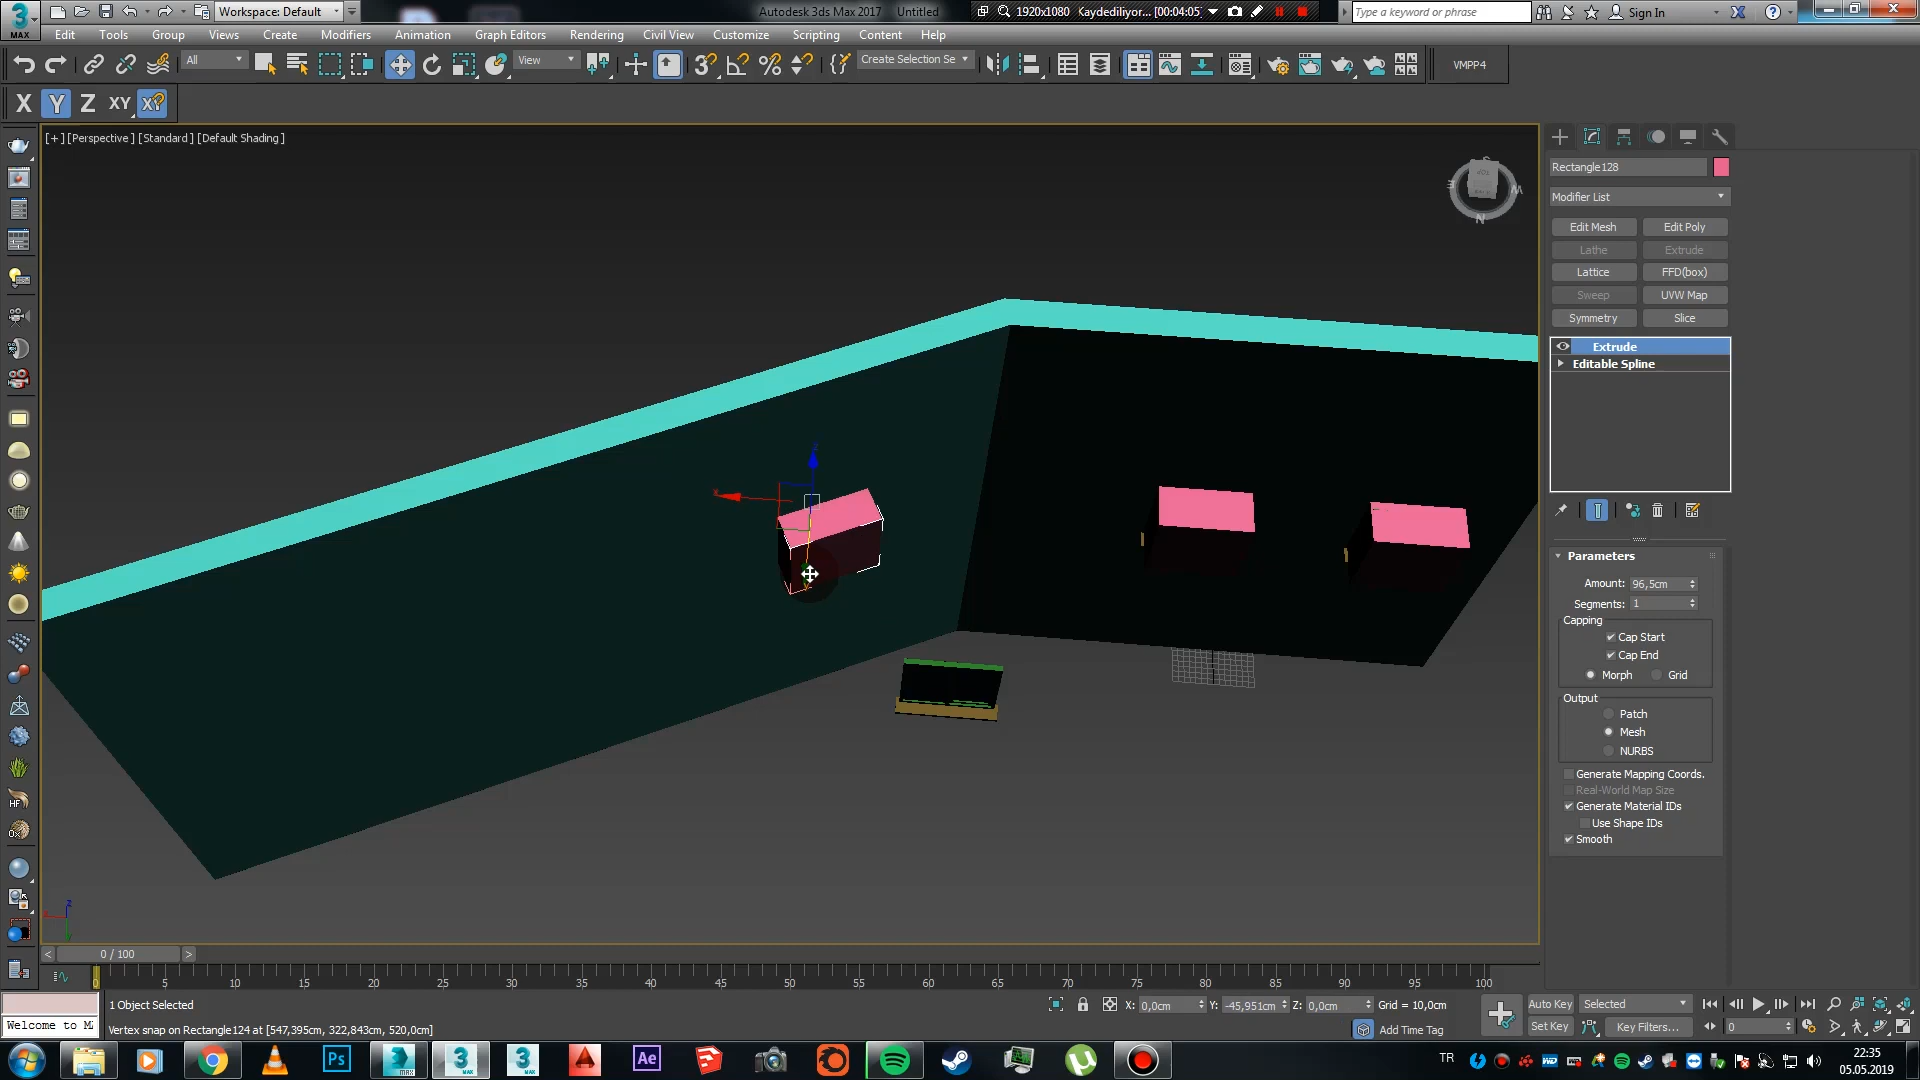 Workspace: Default
Autodesk 3ds Max 2017
Untitled
1920x1080
Kaydediliyor... [00:04:05]
Type a keyword or phrase
Sign In
MAX
Edit
Tools
Group
Views
Create
Modifiers
Animation
Graph Editors
Rendering
Civil View
Customize
Scripting
Content
Help
All
View
Create Selection Se
VMPP4
X
Y
Z
XY
[+] [Perspective ] [Standard ] [Default Shading ]
Rectangle128
Modifier List
Edit Mesh
Edit Poly
Lathe
Extrude
Lattice
FFD(box)
Sweep
UVW Map
Symmetry
Slice
Extrude
Editable Spline
Parameters
Amount: 96,5cm
Segments: 1
Capping
Cap Start
Cap End
Morph
Grid
Output
Patch
Mesh
NURBS
Generate Mapping Coords.
Real-World Map Size
Generate Material IDs
Use Shape IDs
Smooth
0 / 100
0 5 10 15 20 25 30 35 40 45 50 55 60 65 70 75 80 85 90 95 100
1 Object Selected
X: 0,0cm
Y: -45,951cm
Z: 0,0cm
Grid = 10,0cm
Auto Key
Selected
Welcome to M
Vertex snap on Rectangle124 at [547,395cm, 322,843cm, 520,0cm]
Add Time Tag
Set Key
Key Filters...
0
TR
22:35
05.05.2019